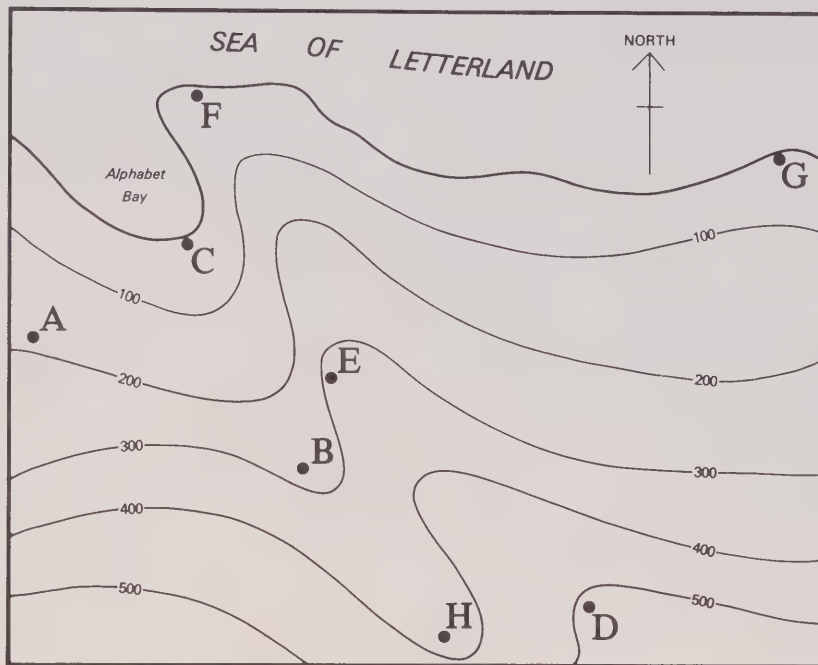 SEA OF LETTERLAND
NORTH
F
Alphabet
Bay
G
C
100
100
A
200
200
E
B
300
300
400
400
500
500
H
D